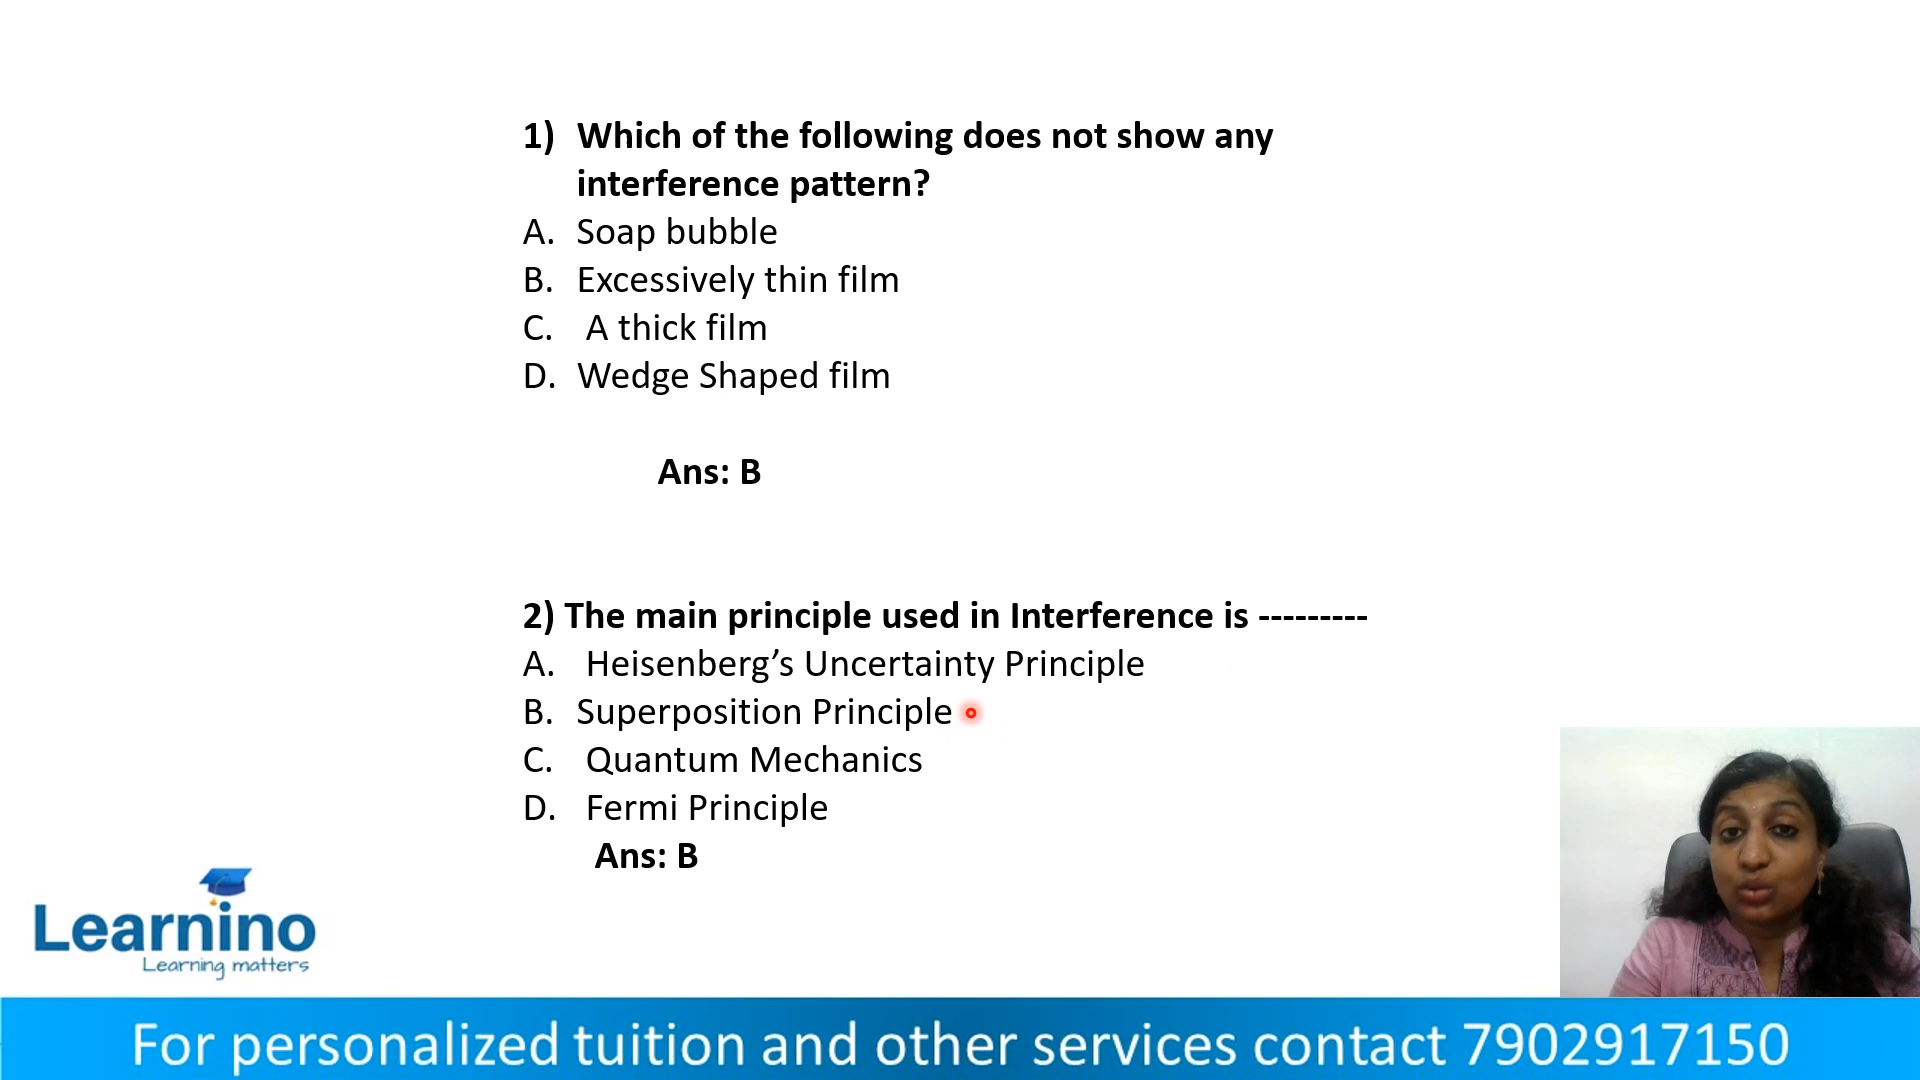 1) Which of the following does not show any
interference pattern?
A. Soap bubble
B. Excessively thin film
C. A thick film
D. Wedge Shaped film
Ans: B
2) The main principle used in Interference is ---------
A. Heisenberg’s Uncertainty Principle
B. Superposition Principle
C. Quantum Mechanics
D. Fermi Principle
Ans: B
Learnino
Learning matters
For personalized tuition and other services contact 7902917150